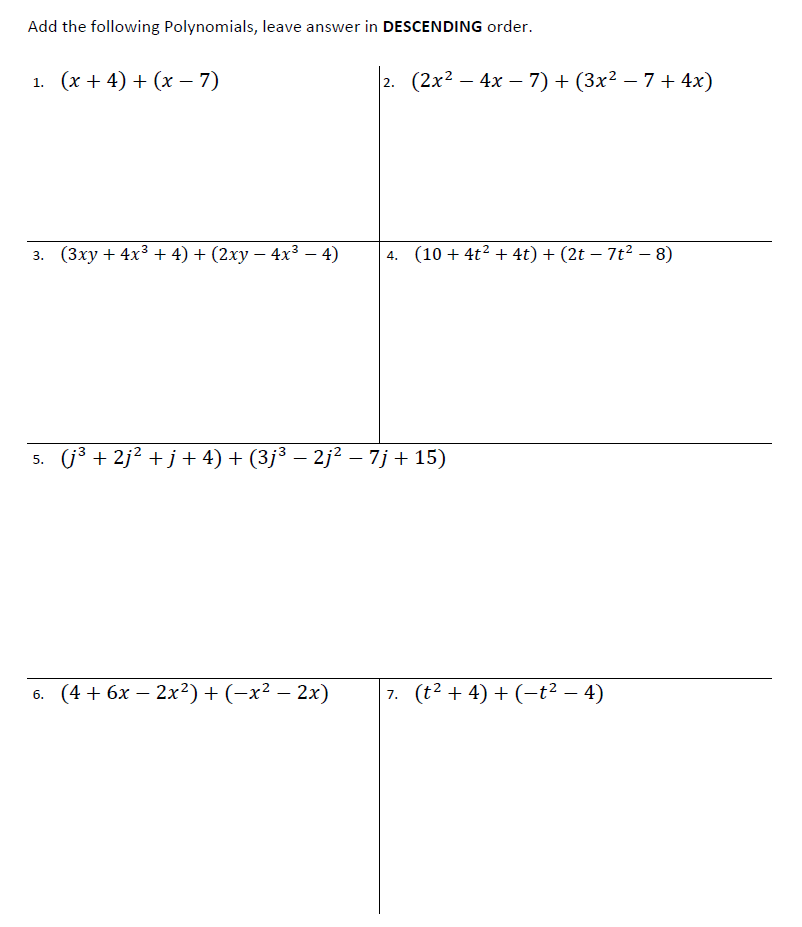 Add the following Polynomials, leave answer in DESCENDING order.
1. (x + 4) + (x − 7)
2. (2x² − 4x − 7) + (3x² − 7 + 4x)
3. (3xy + 4x³ + 4) + (2xy − 4x³ − 4)
4. (10 + 4t² + 4t) + (2t − 7t² − 8)
5. (j³ + 2j² + j + 4) + (3j³ − 2j² − 7j + 15)
6. (4 + 6x − 2x²) + (−x² − 2x)
7. (t² + 4) + (−t² − 4)